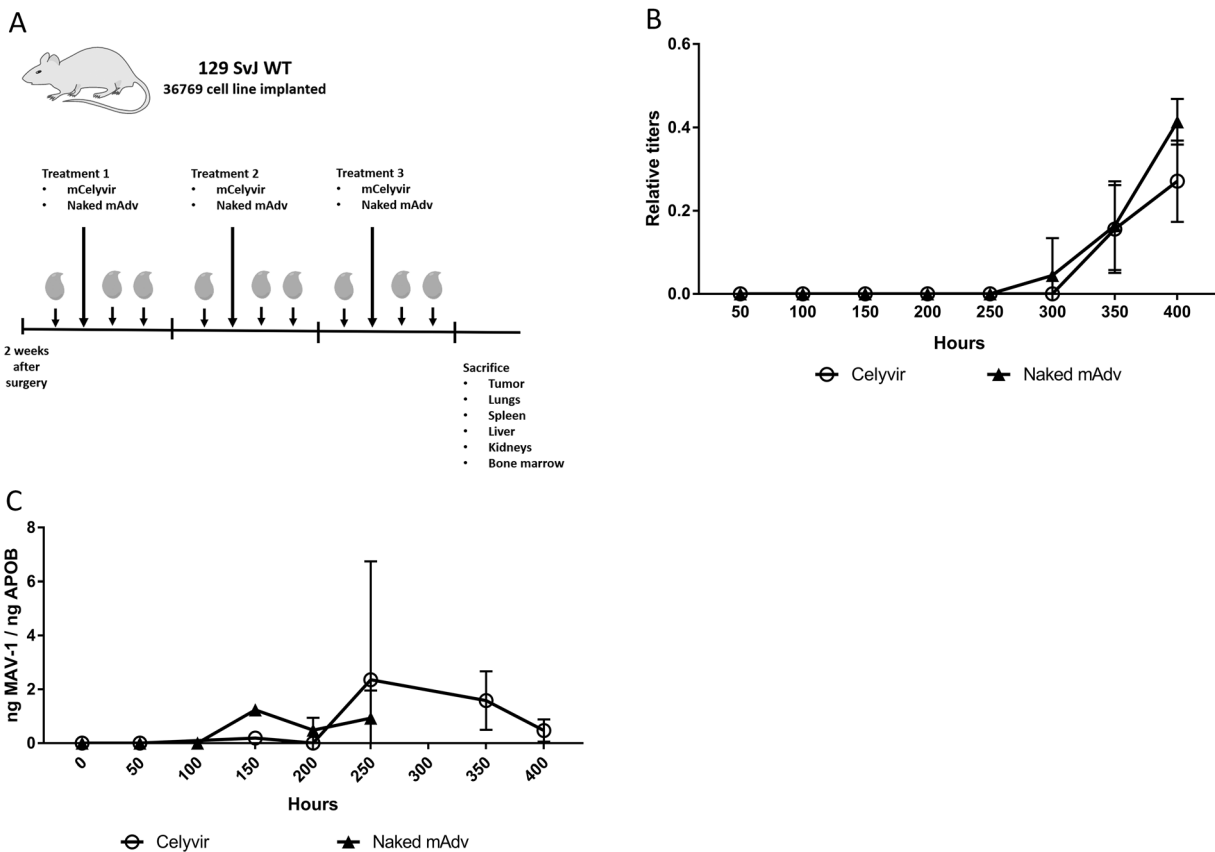 A
129 SvJ WT
36769 cell line implanted
Treatment 1
• mCelyvir
• Naked mAdv
Treatment 2
• mCelyvir
• Naked mAdv
Treatment 3
• mCelyvir
• Naked mAdv
2 weeks
after
surgery
Sacrifice
• Tumor
• Lungs
• Spleen
• Liver
• Kidneys
• Bone marrow
B
Relative titers
0.6
0.4
0.2
0.0
50 100 150 200 250 300 350 400
Hours
Celyvir Naked mAdv
C
ng MAV-1 / ng APOB
8
6
4
2
0
0 50 100 150 200 250 300 350 400
Hours
Celyvir Naked mAdv